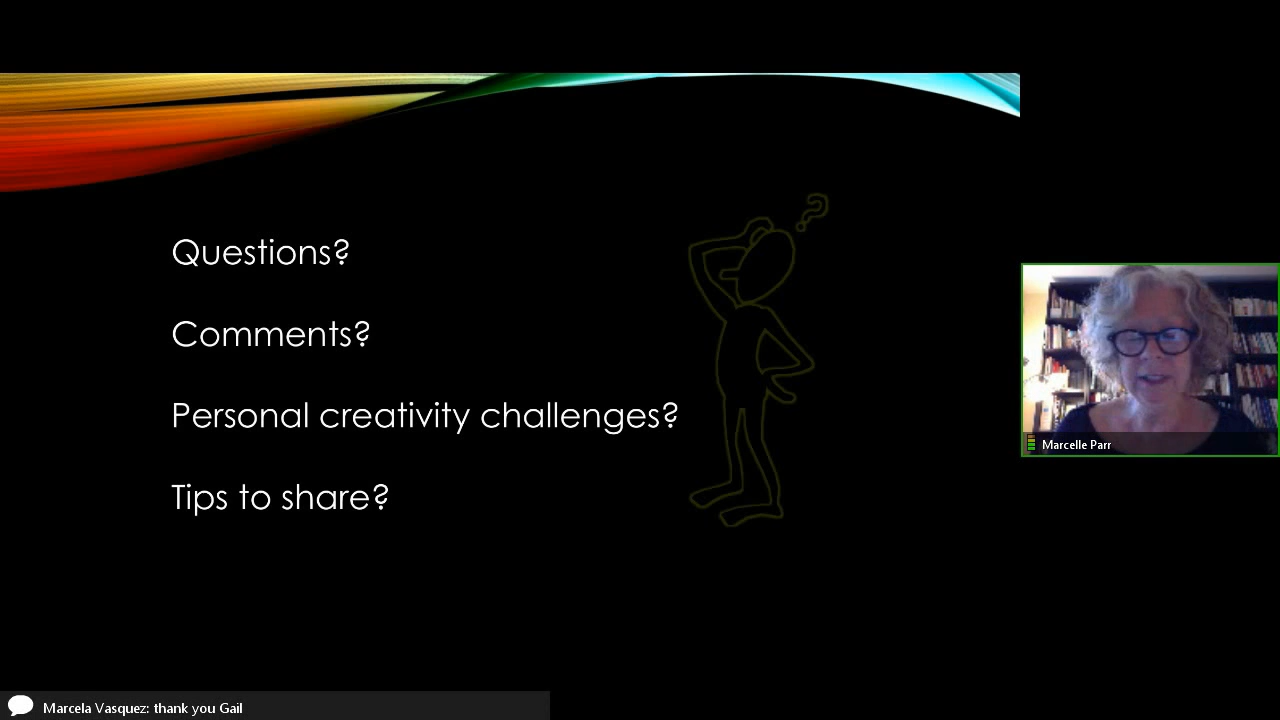 Questions?
Comments?
Personal creativity challenges?
Tips to share?
?
Marcelle Parr
Marcela Vasquez: thank you Gail